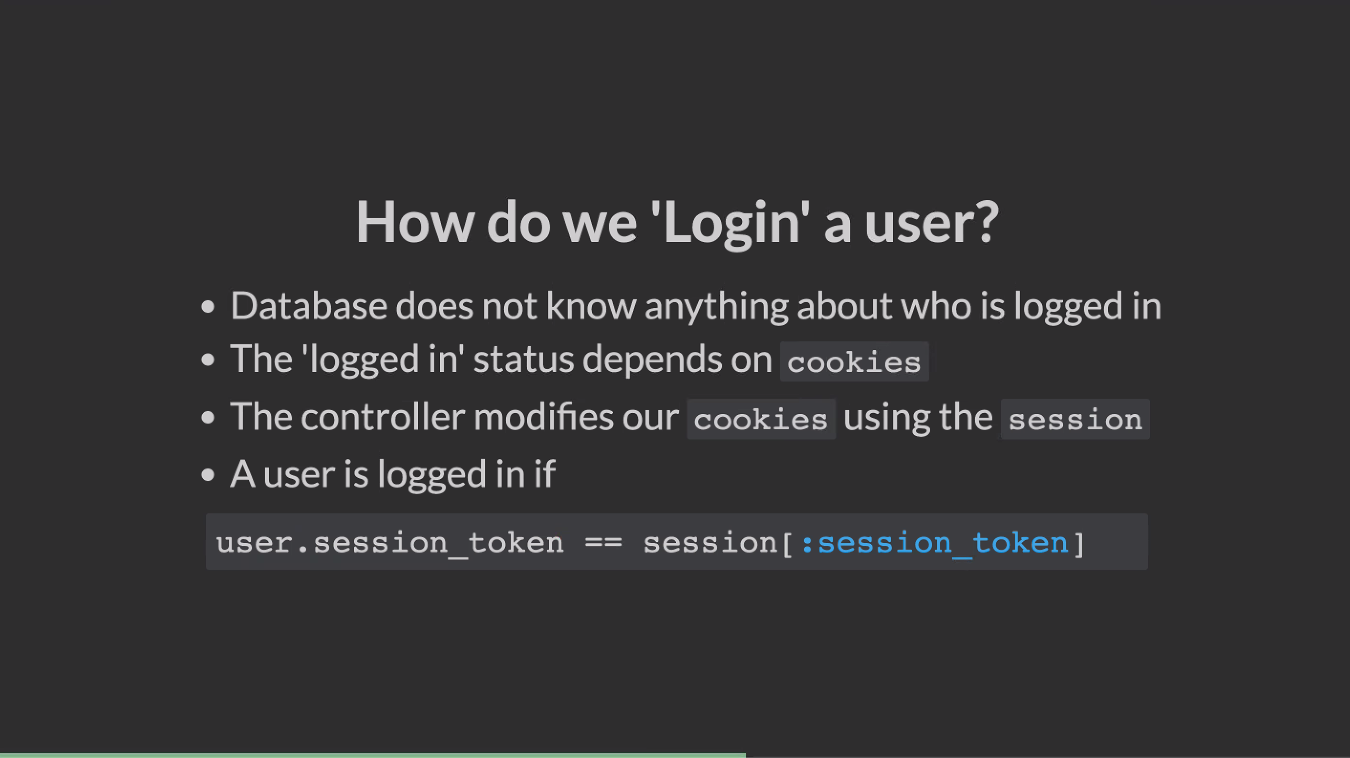 How do we 'Login' a user?
• Database does not know anything about who is logged in
• The 'logged in' status depends on cookies
• The controller modifies our cookies using the session
• A user is logged in if
user.session_token == session[:session_token]